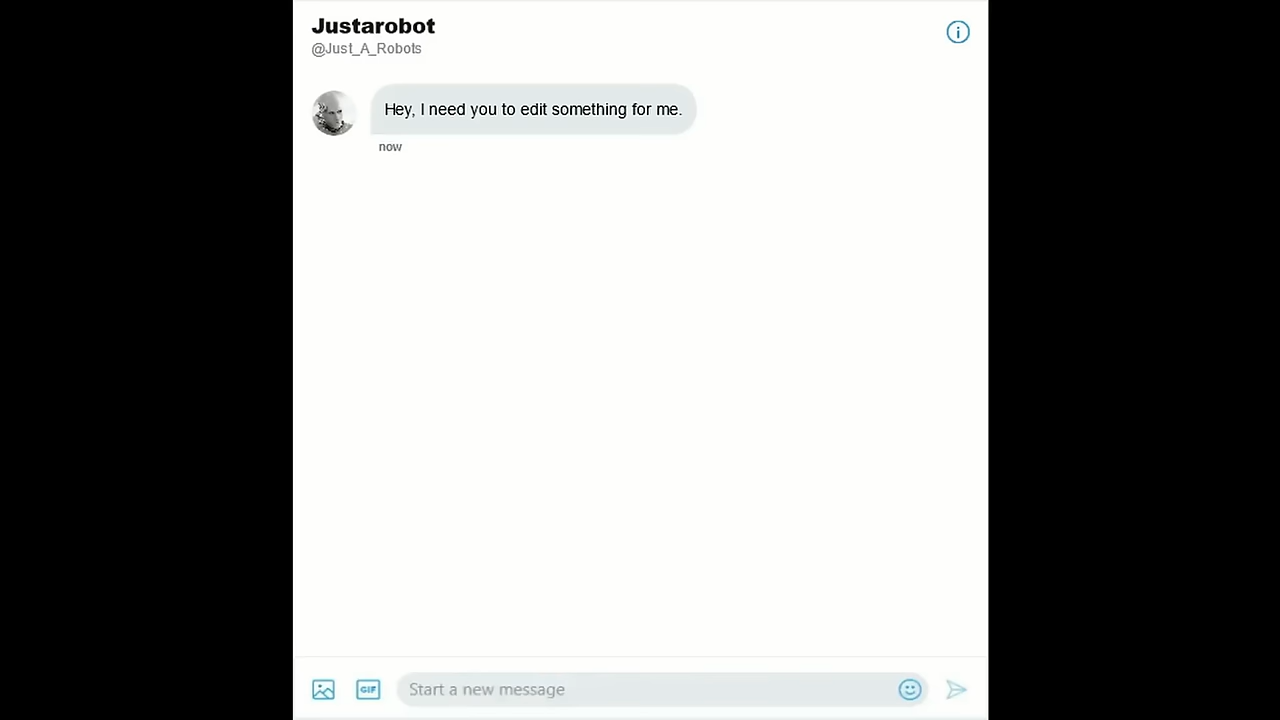 Justarobot
@Just_A_Robots
Hey, I need you to edit something for me.
now
GIF
Start a new message